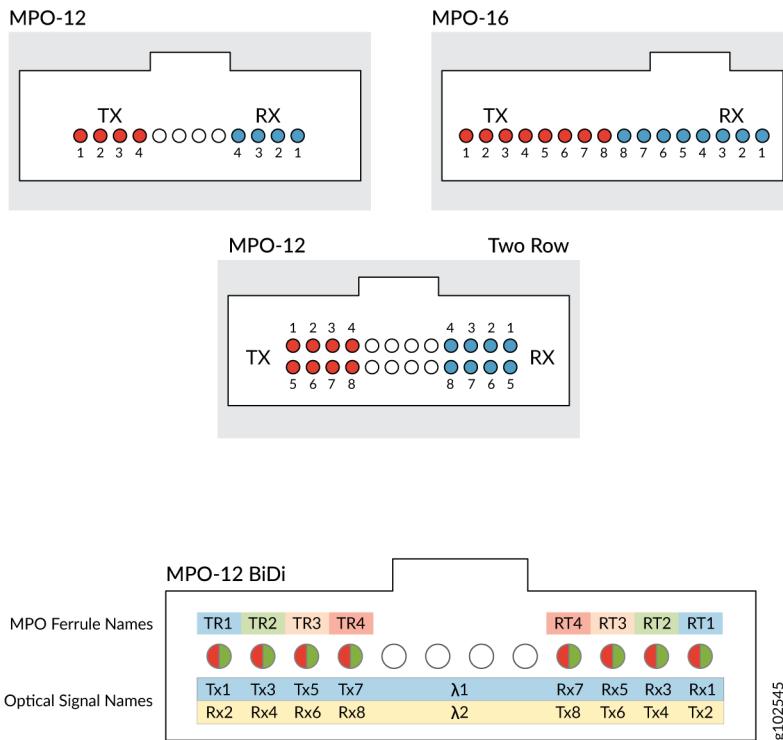 MPO-12
MPO-16
TX RX
1 2 3 4 4 3 2 1
TX RX
1 2 3 4 5 6 7 8 8 7 6 5 4 3 2 1
MPO-12 Two Row
1 2 3 4 4 3 2 1
TX RX
5 6 7 8 8 7 6 5
MPO-12 BiDi
MPO Ferrule Names TR1 TR2 TR3 TR4 RT4 RT3 RT2 RT1
Optical Signal Names
Tx1 Tx3 Tx5 Tx7 λ1 Rx7 Rx5 Rx3 Rx1
Rx2 Rx4 Rx6 Rx8 λ2 Tx8 Tx6 Tx4 Tx2
g102545